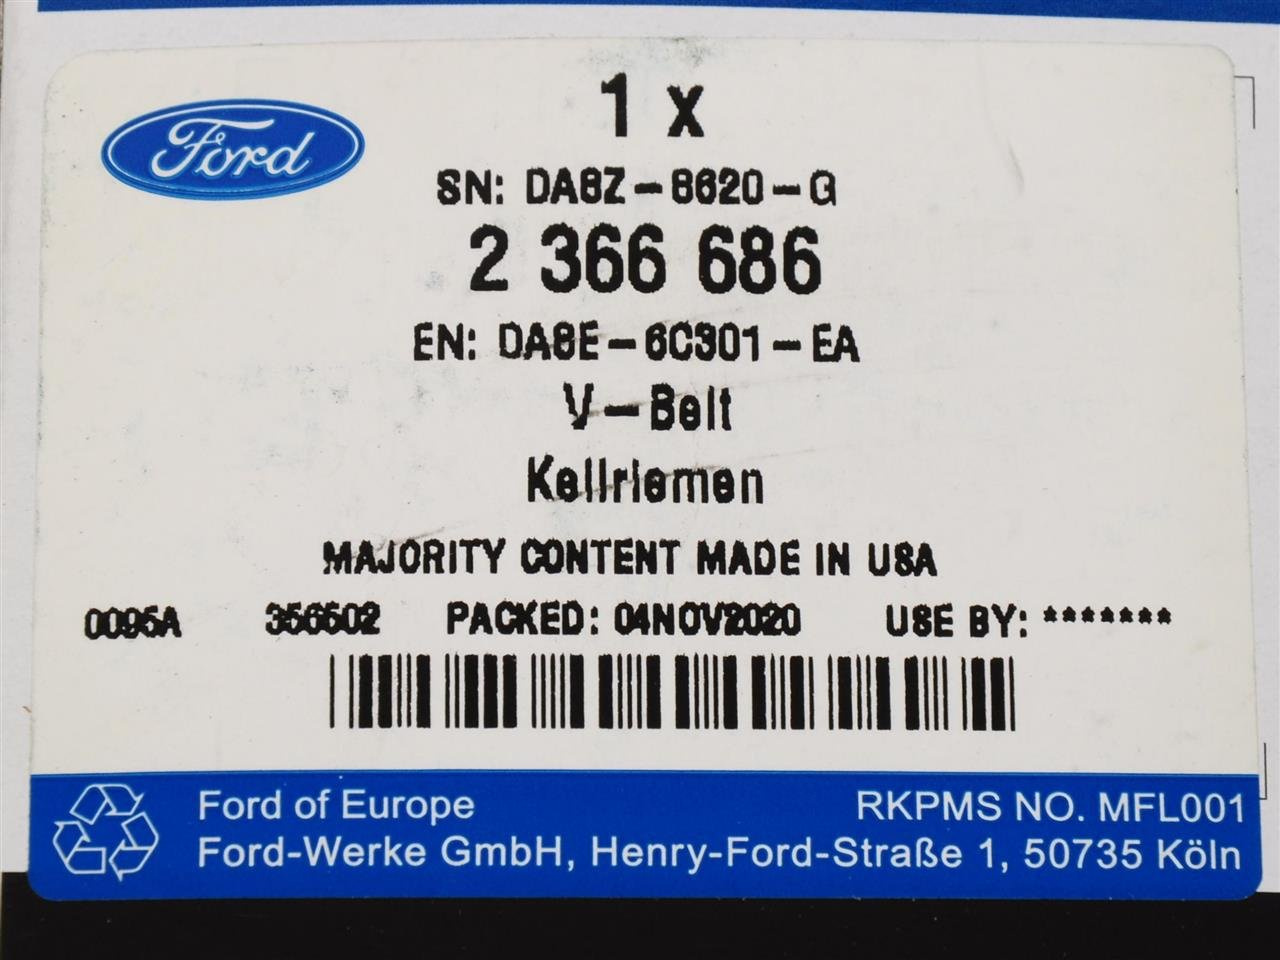 Ford
1 x
SN: DA8Z-8620-G
2 366 686
EN: DA8E-6C301-EA
V-Belt
Keilriemen
MAJORITY CONTENT MADE IN USA
0095A 356502 PACKED: 04NOV2020 USE BY: *******
Ford of Europe RKPMS NO. MFL001
Ford-Werke GmbH, Henry-Ford-Straße 1, 50735 Köln